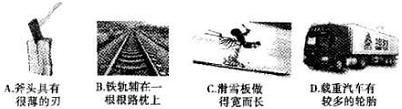 A.斧头具有
很薄的刃
B.铁轨铺在一
根根路枕上
C.滑雪板做
得宽而长
D.载重汽车有
较多的轮胎